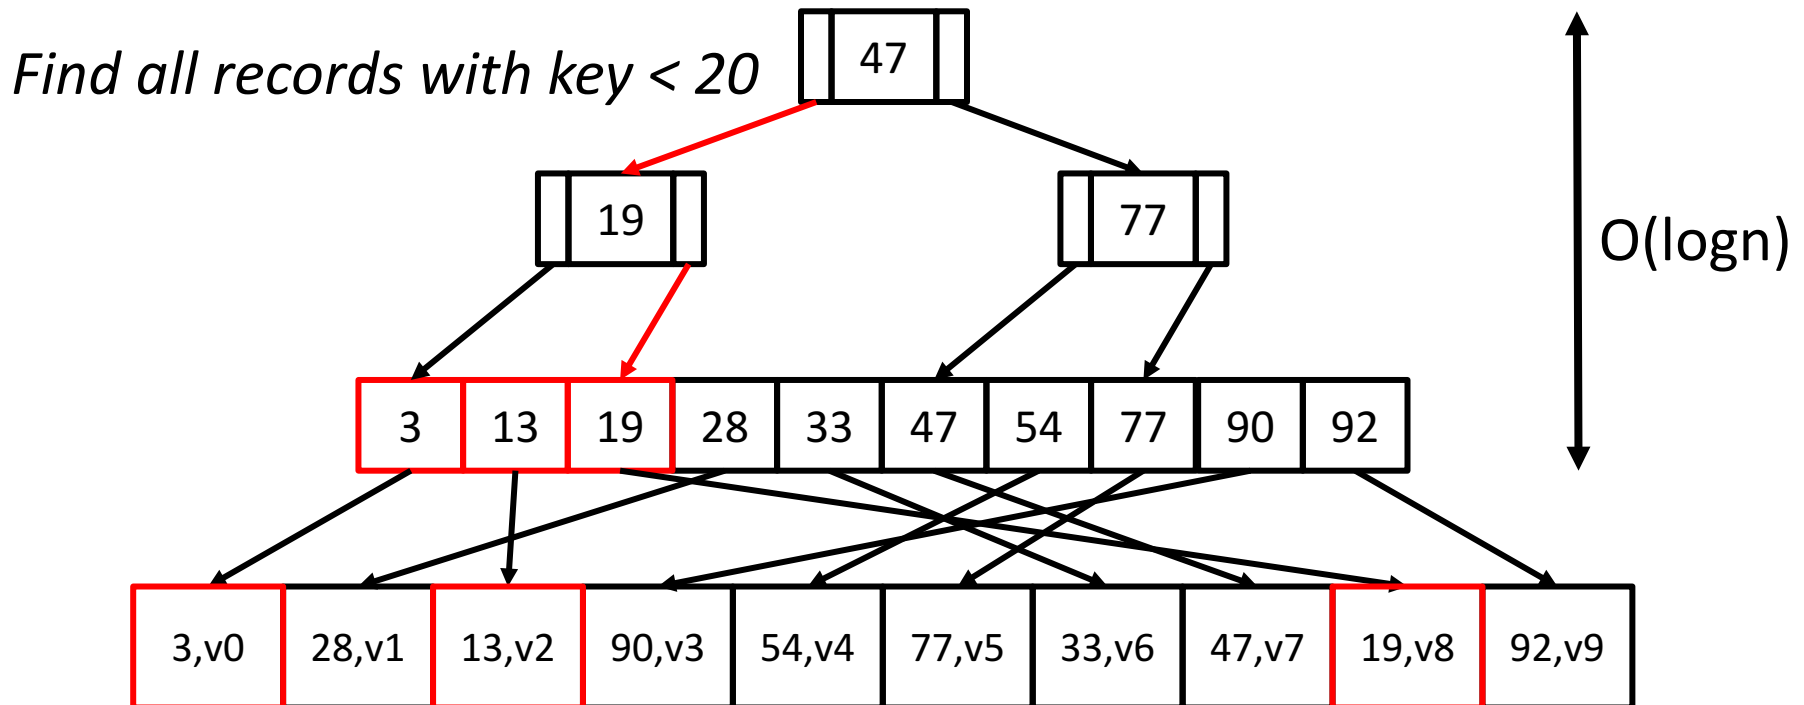 47
Find all records with key < 20
19 77
O(logn)
3 13 19 28 33 47 54 77 90 92
3,v0 28,v1 13,v2 90,v3 54,v4 77,v5 33,v6 47,v7 19,v8 92,v9